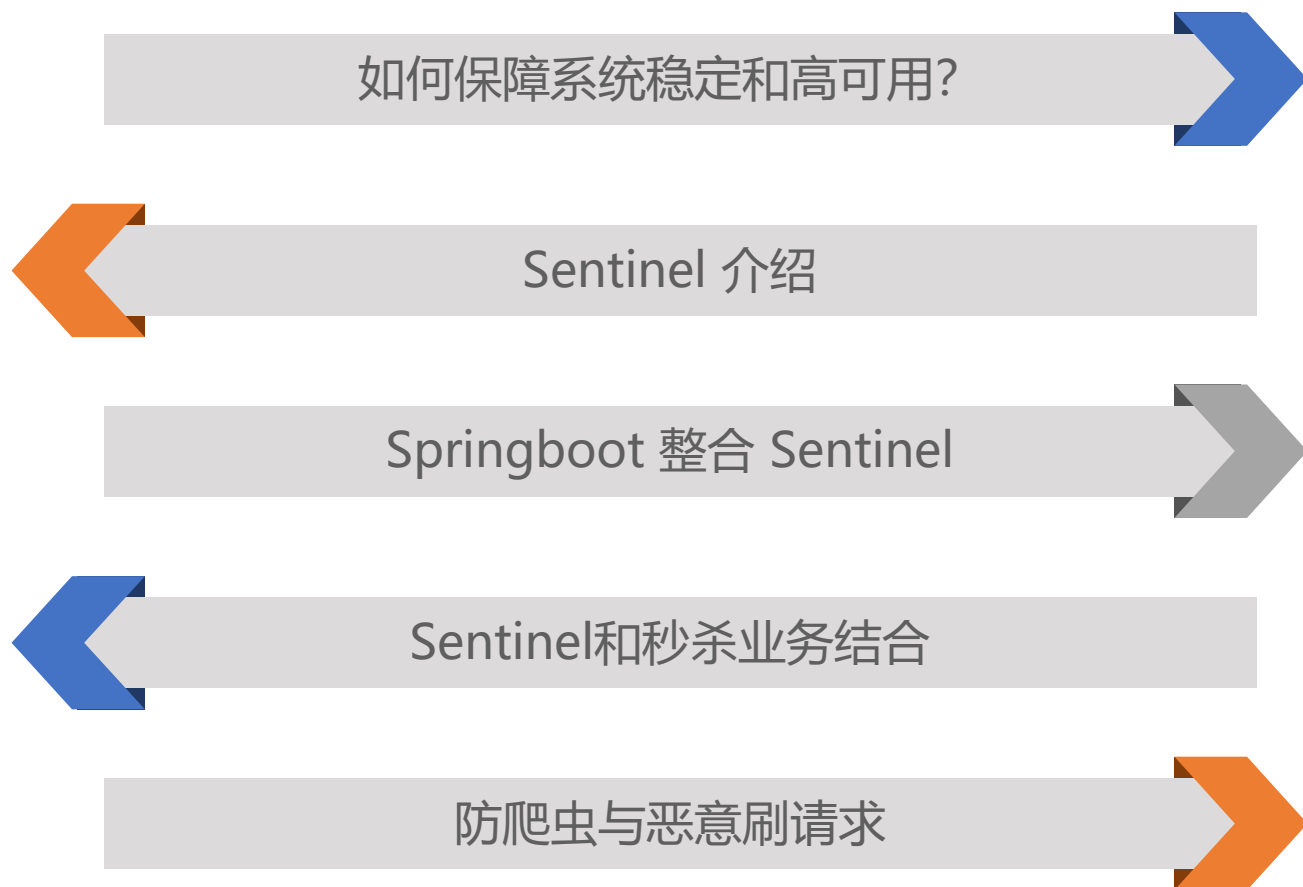 如何保障系统稳定和高可用?
Sentinel 介绍
Springboot 整合 Sentinel
Sentinel和秒杀业务结合
防爬虫与恶意刷请求